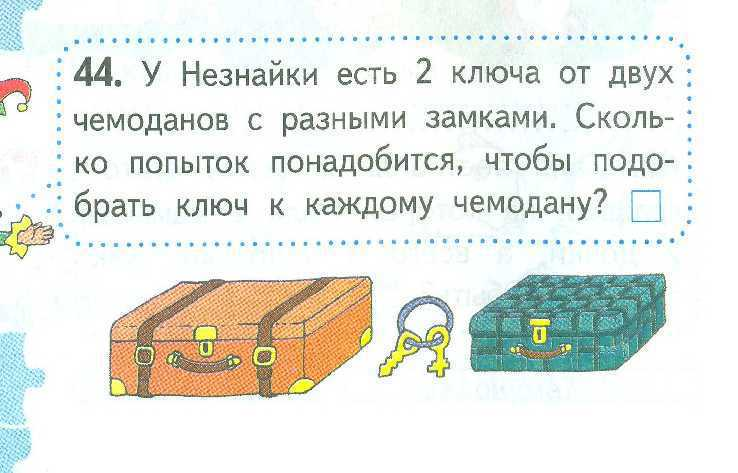 44. У Незнайки есть 2 ключа от двух
чемоданов с разными замками. Сколь-
ко попыток понадобится, чтобы подо-
брать ключ к каждому чемодану?